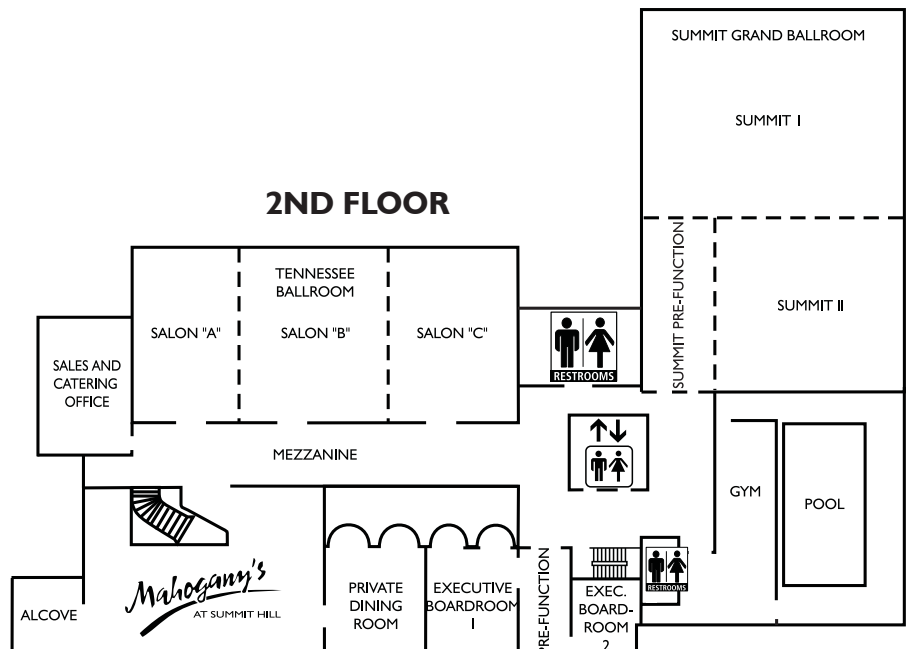 SUMMIT GRAND BALLROOM
SUMMIT I
2ND FLOOR
SUMMIT PRE-FUNCTION
SUMMIT II
TENNESSEE
BALLROOM
SALON "A"
SALON "B"
SALON "C"
RESTROOMS
SALES AND
CATERING
OFFICE
MEZZANINE
GYM
POOL
RESTROOMS
Mahogany's
AT SUMMIT HILL
ALCOVE
PRIVATE
DINING
ROOM
EXECUTIVE
BOARDROOM
I
PRE-FUNCTION
EXEC.
BOARD-
ROOM
2